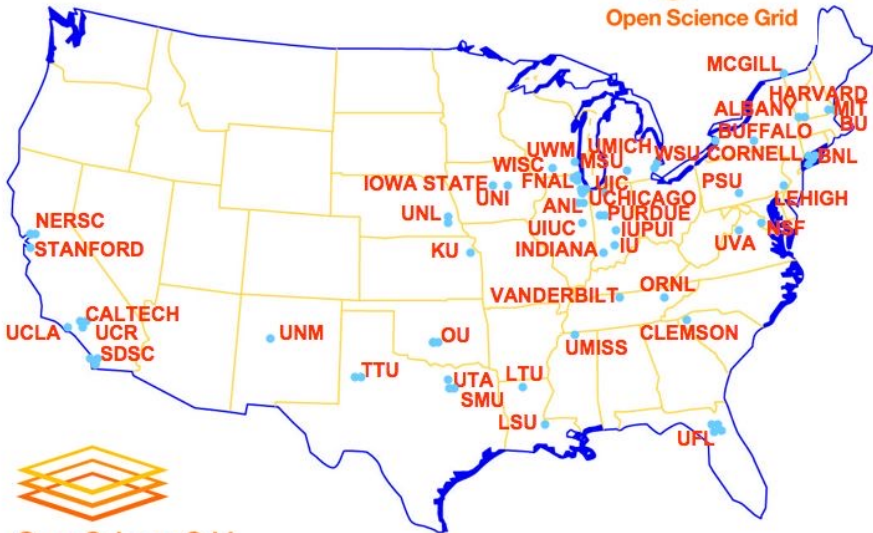 Open Science Grid
MCGILL
HARVARD
ALBANY MIT
BU
BUFFALO
UWM UMICH
MSU WSU CORNELL BNL
WISC
IOWA STATE FNAL UIC PSU
UNI UCHICAGO LEHIGH
ANL
UNL PURDUE
NERSC UIUC IUPUI NSF
STANFORD KU INDIANA IU UVA
VANDERBILT ORNL
CALTECH
UCLA UCR UNM OU UMISS CLEMSON
SDSC
TTU UTA LTU
SMU
LSU
UFL